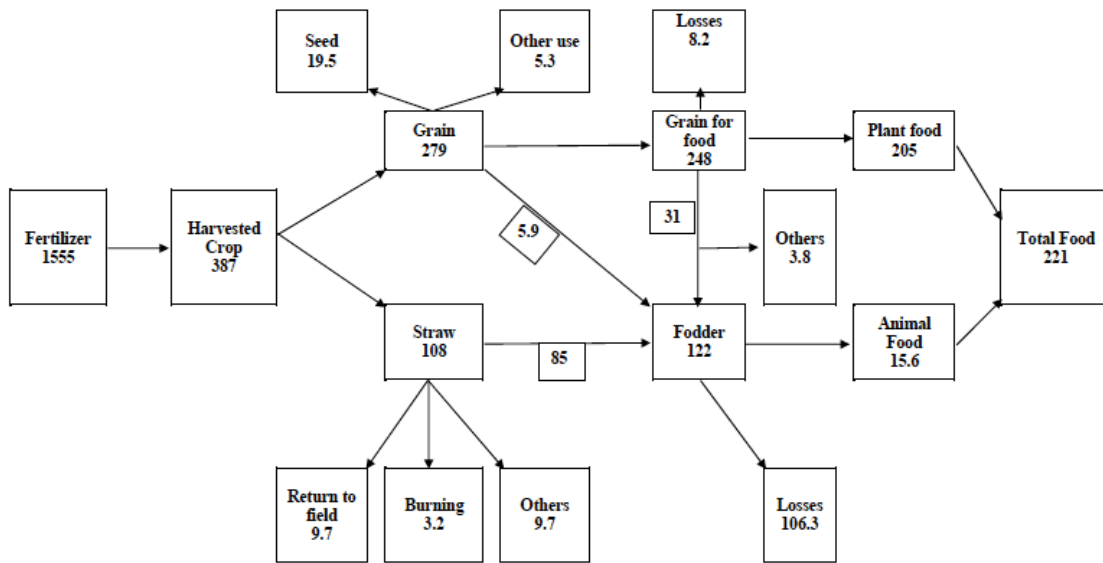 Seed
19.5
Other use
5.3
Losses
8.2
Grain
279
Grain for
food
248
Plant food
205
Fertilizer
1555
Harvested
Crop
387
5.9
31
Others
3.8
Total Food
221
Straw
108
85
Fodder
122
Animal
Food
15.6
Return to
field
9.7
Burning
3.2
Others
9.7
Losses
106.3